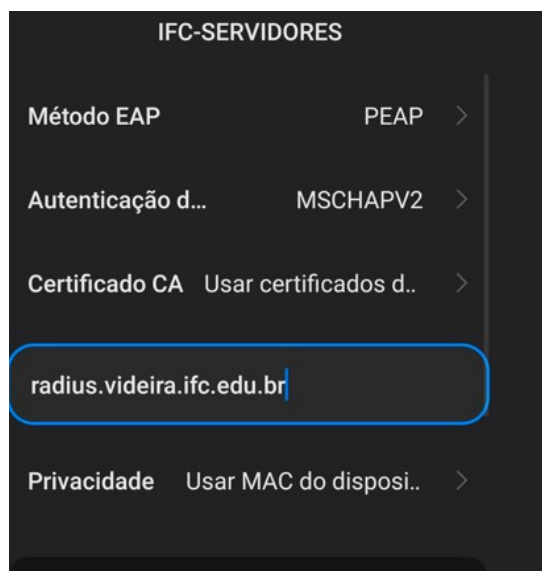 IFC-SERVIDORES
Método EAP PEAP
Autenticação d... MSCHAPV2
Certificado CA Usar certificados d..
radius.videira.ifc.edu.br
Privacidade Usar MAC do disposi..